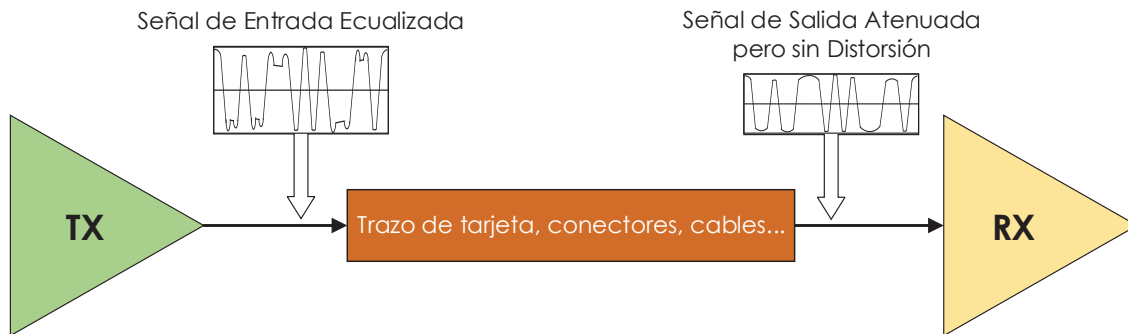 Señal de Entrada Ecualizada
Señal de Salida Atenuada
pero sin Distorsión
TX
Trazo de tarjeta, conectores, cables...
RX